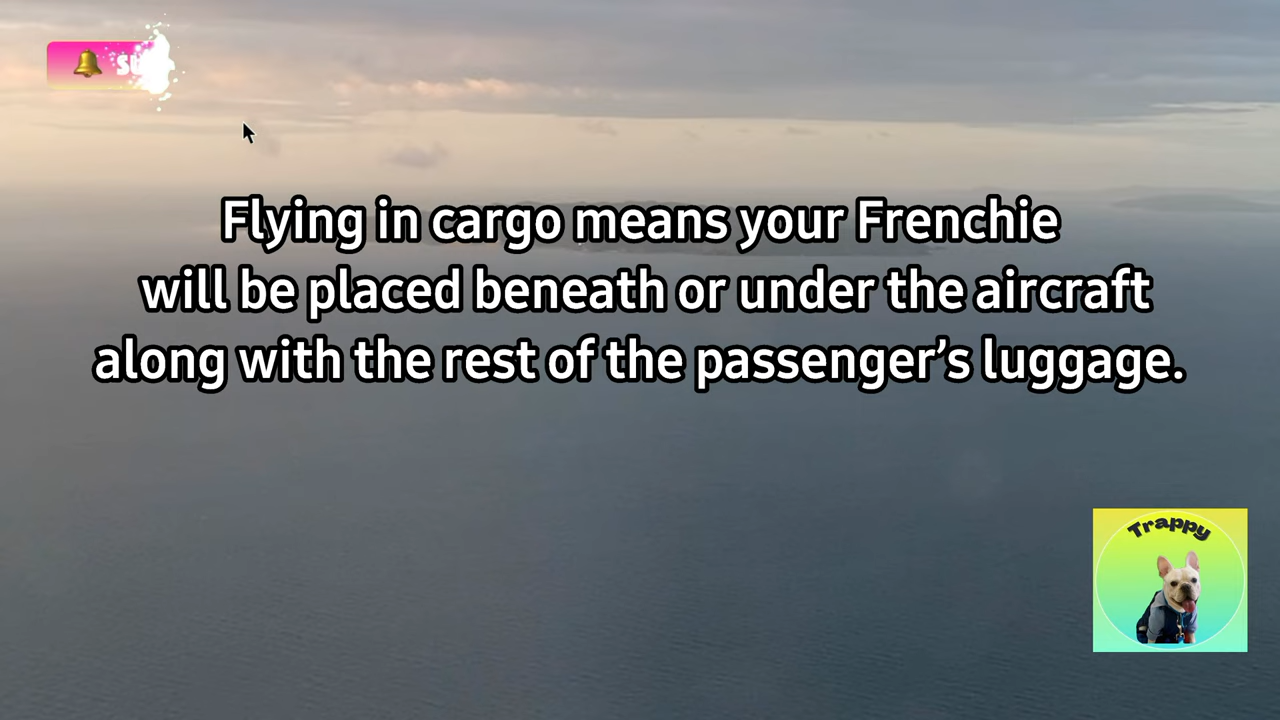 Flying in cargo means your Frenchie
will be placed beneath or under the aircraft
along with the rest of the passenger’s luggage.
Trappy